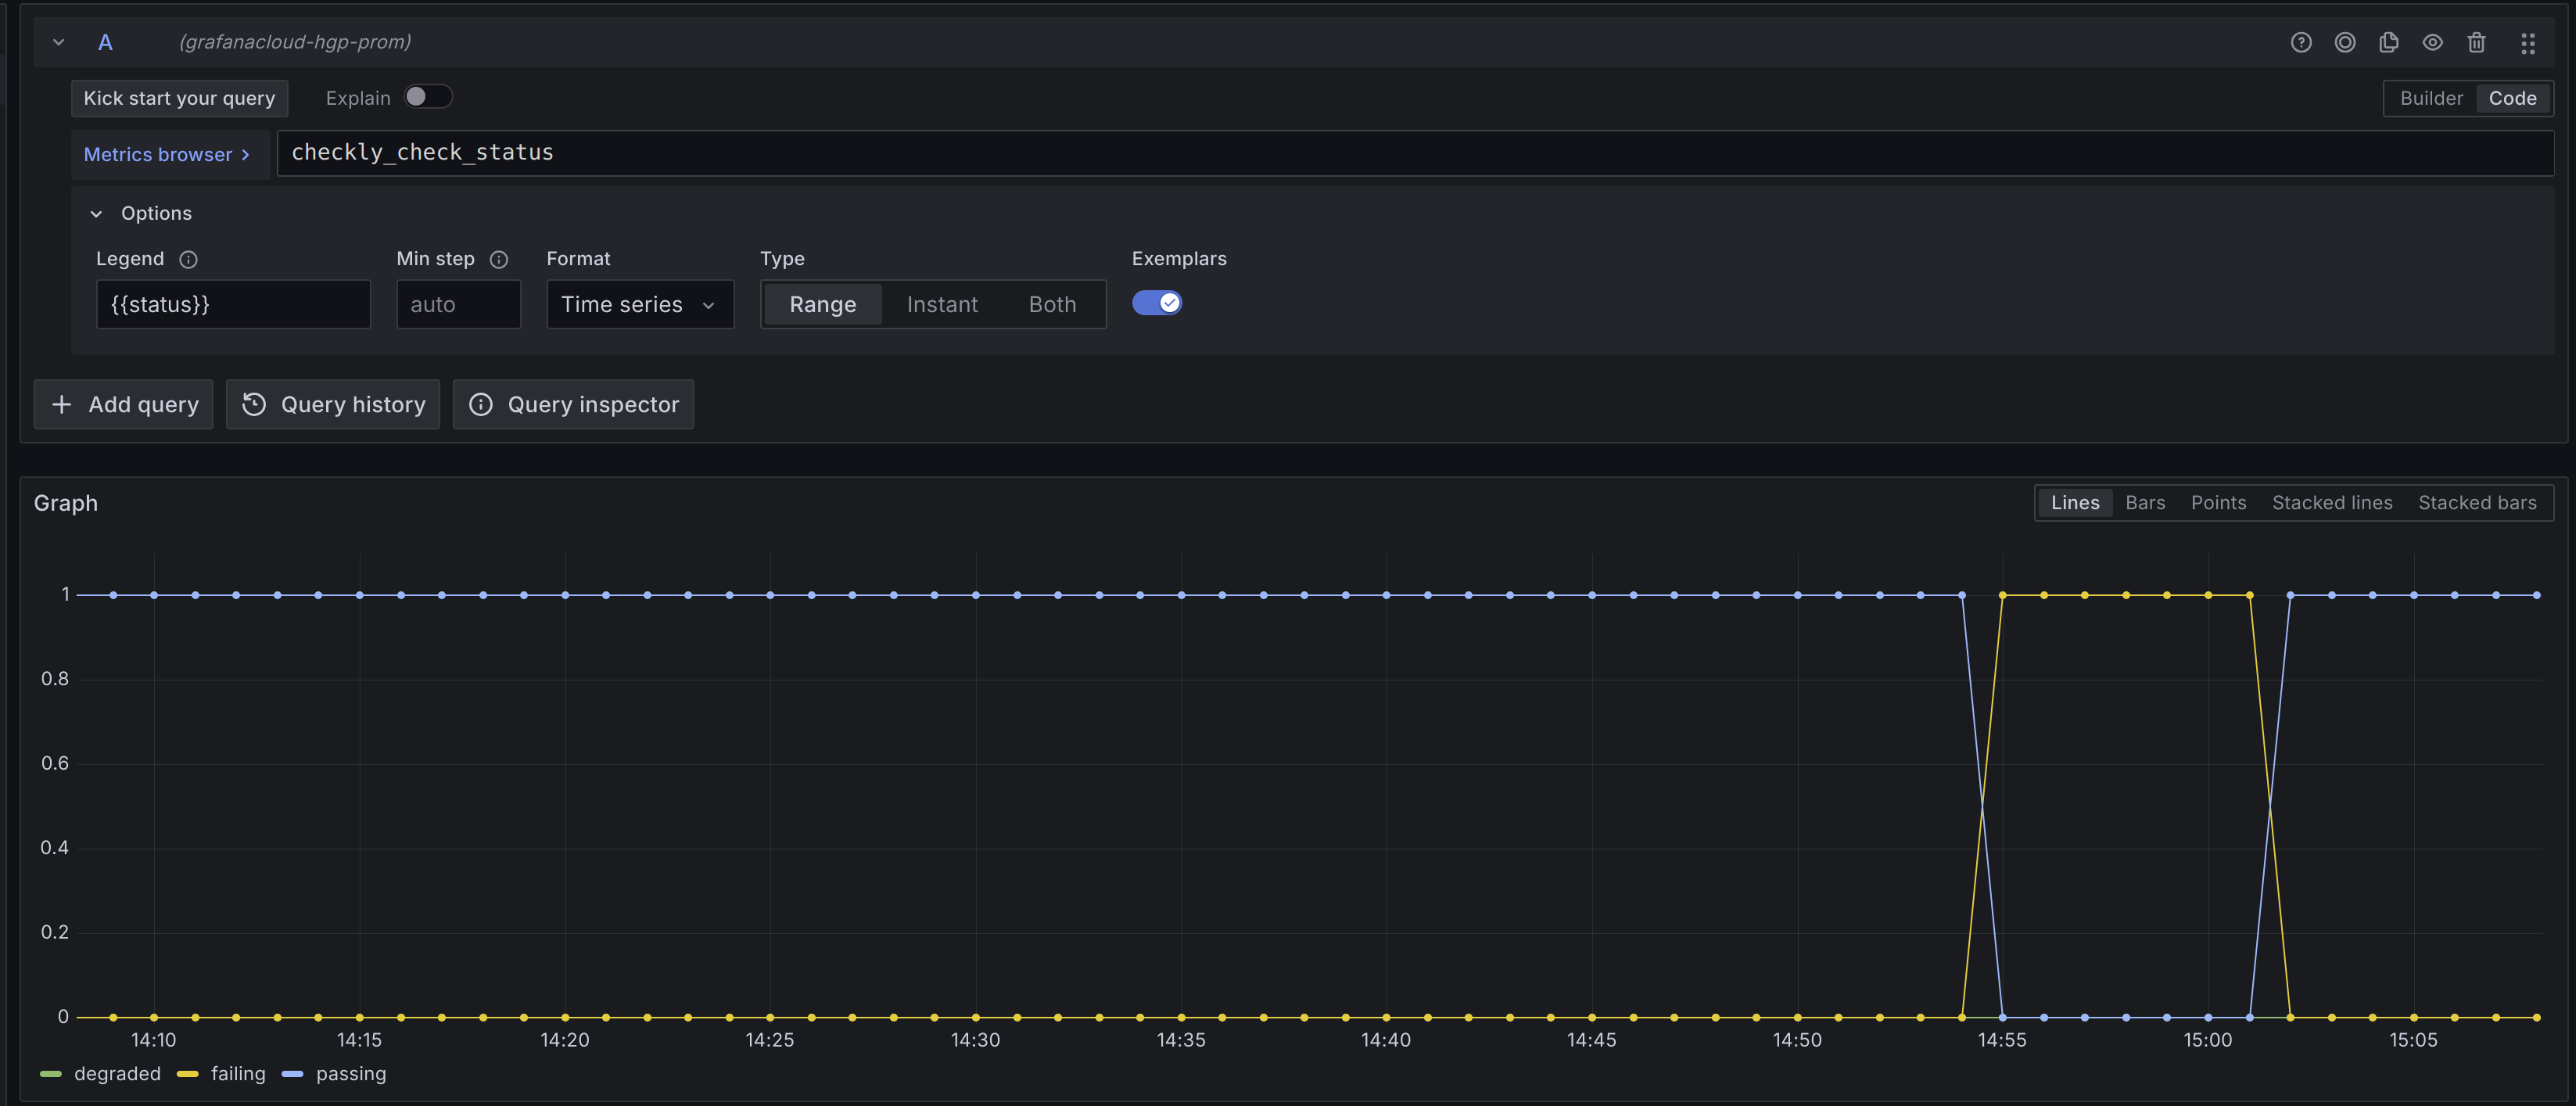 A (grafanacloud-hgp-prom)
Kick start your query Explain Builder Code
Metrics browser > checkly_check_status
Options
Legend Min step Format Type Exemplars
{{status}} auto Time series Range Instant Both
+ Add query Query history Query inspector
Graph Lines Bars Points Stacked lines Stacked bars
1
0.8
0.6
0.4
0.2
0
14:10 14:15 14:20 14:25 14:30 14:35 14:40 14:45 14:50 14:55 15:00 15:05
degraded failing passing